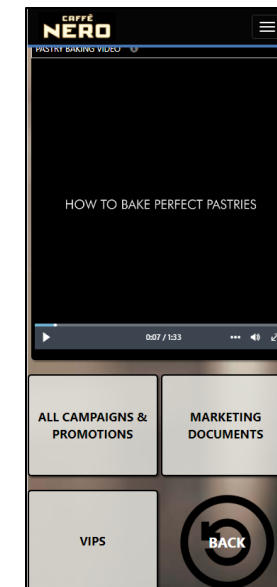 CAFFÈ
NERO
PASTRY BAKING VIDEO
HOW TO BAKE PERFECT PASTRIES
0:07 / 1:33
ALL CAMPAIGNS &
PROMOTIONS
MARKETING
DOCUMENTS
VIPS
BACK